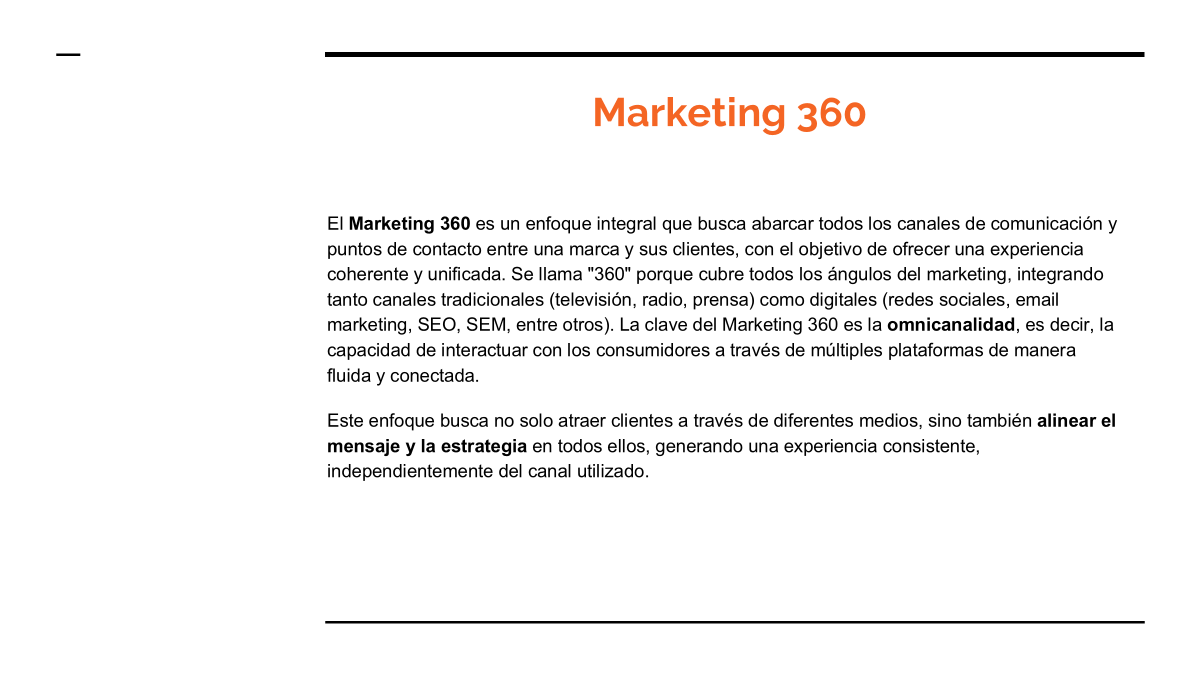 Marketing 360
El Marketing 360 es un enfoque integral que busca abarcar todos los canales de comunicación y
puntos de contacto entre una marca y sus clientes, con el objetivo de ofrecer una experiencia
coherente y unificada. Se llama "360" porque cubre todos los ángulos del marketing, integrando
tanto canales tradicionales (televisión, radio, prensa) como digitales (redes sociales, email
marketing, SEO, SEM, entre otros). La clave del Marketing 360 es la omnicanalidad, es decir, la
capacidad de interactuar con los consumidores a través de múltiples plataformas de manera
fluida y conectada.
Este enfoque busca no solo atraer clientes a través de diferentes medios, sino también alinear el
mensaje y la estrategia en todos ellos, generando una experiencia consistente,
independientemente del canal utilizado.